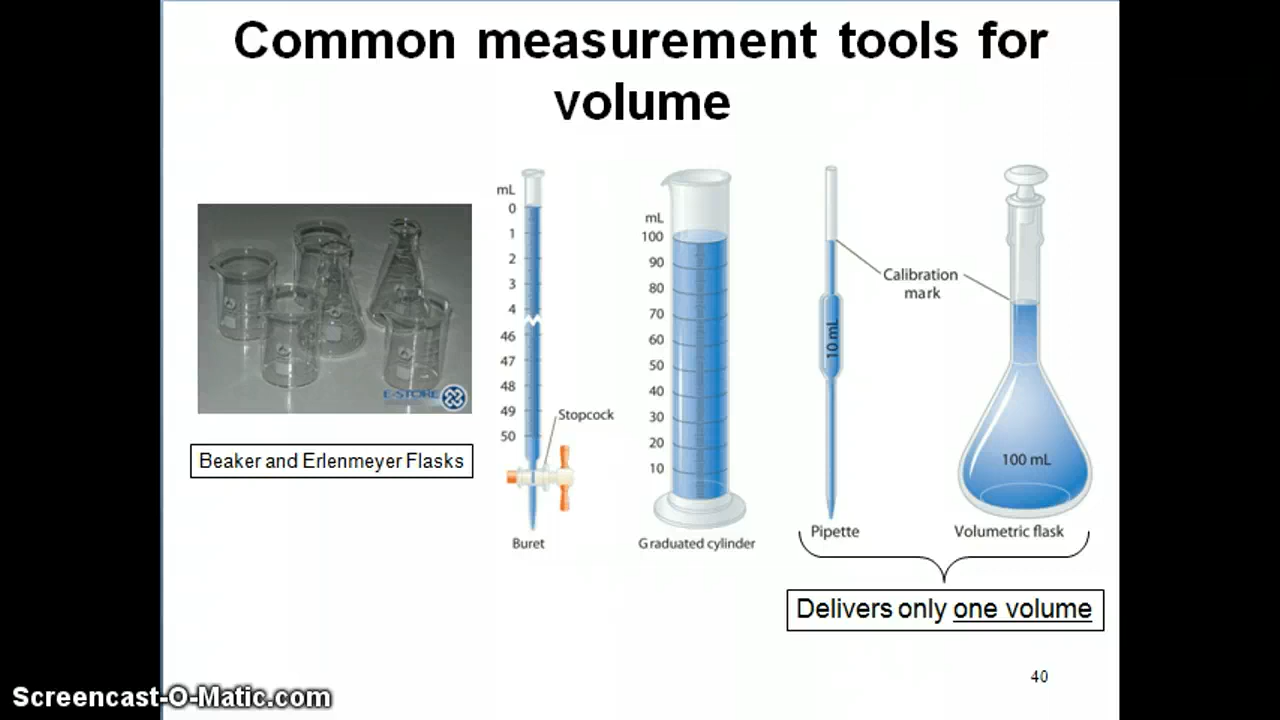 Common measurement tools for
volume
E-STORE
Beaker and Erlenmeyer Flasks
mL
0
1
2
3
4
46
47
48
49
50
Stopcock
Buret
mL
100
90
80
70
60
50
40
30
20
10
Graduated cylinder
10 mL
Pipette
Calibration
mark
100 mL
Volumetric flask
Delivers only one volume
40
Screencast-O-Matic.com